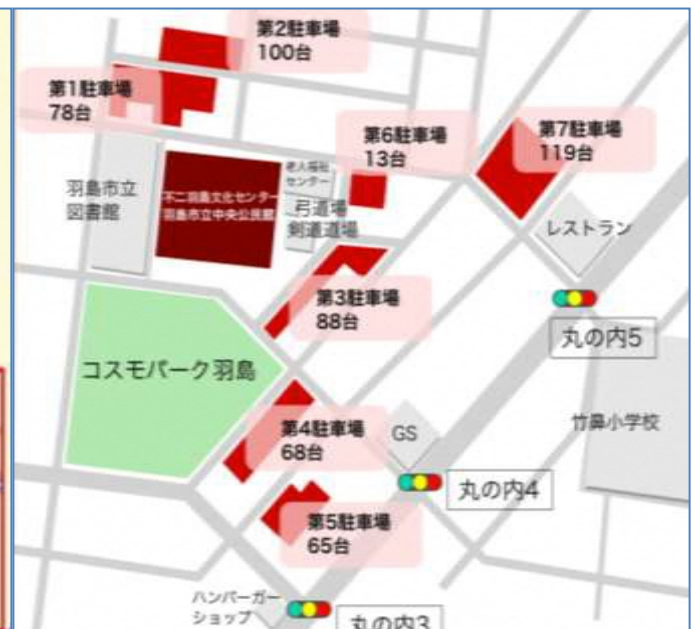 第2駐車場
100台
第1駐車場
78台
第6駐車場
13台
第7駐車場
119台
羽島市立
図書館
不二羽島文化センター
羽島市立中央公民館
老人福祉
センター
弓道場
剣道道場
レストラン
第3駐車場
88台
丸の内5
コスモパーク羽島
竹鼻小学校
第4駐車場
68台
GS
丸の内4
第5駐車場
65台
ハンバーガー
ショップ
丸の内3